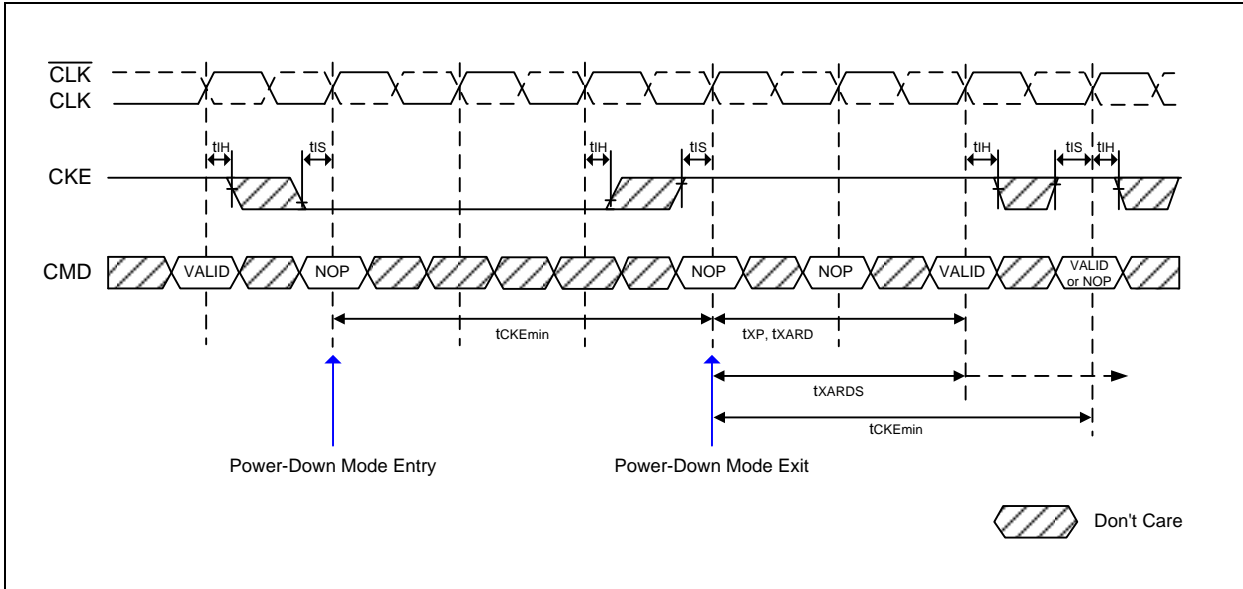 CLK
CLK
tIH tIS tIH tIS tIH tIS tIH
CKE
CMD VALID NOP NOP NOP VALID VALID or NOP
tCKEmin tXP, tXARD
tXARDS
tCKEmin
Power-Down Mode Entry Power-Down Mode Exit
Don't Care